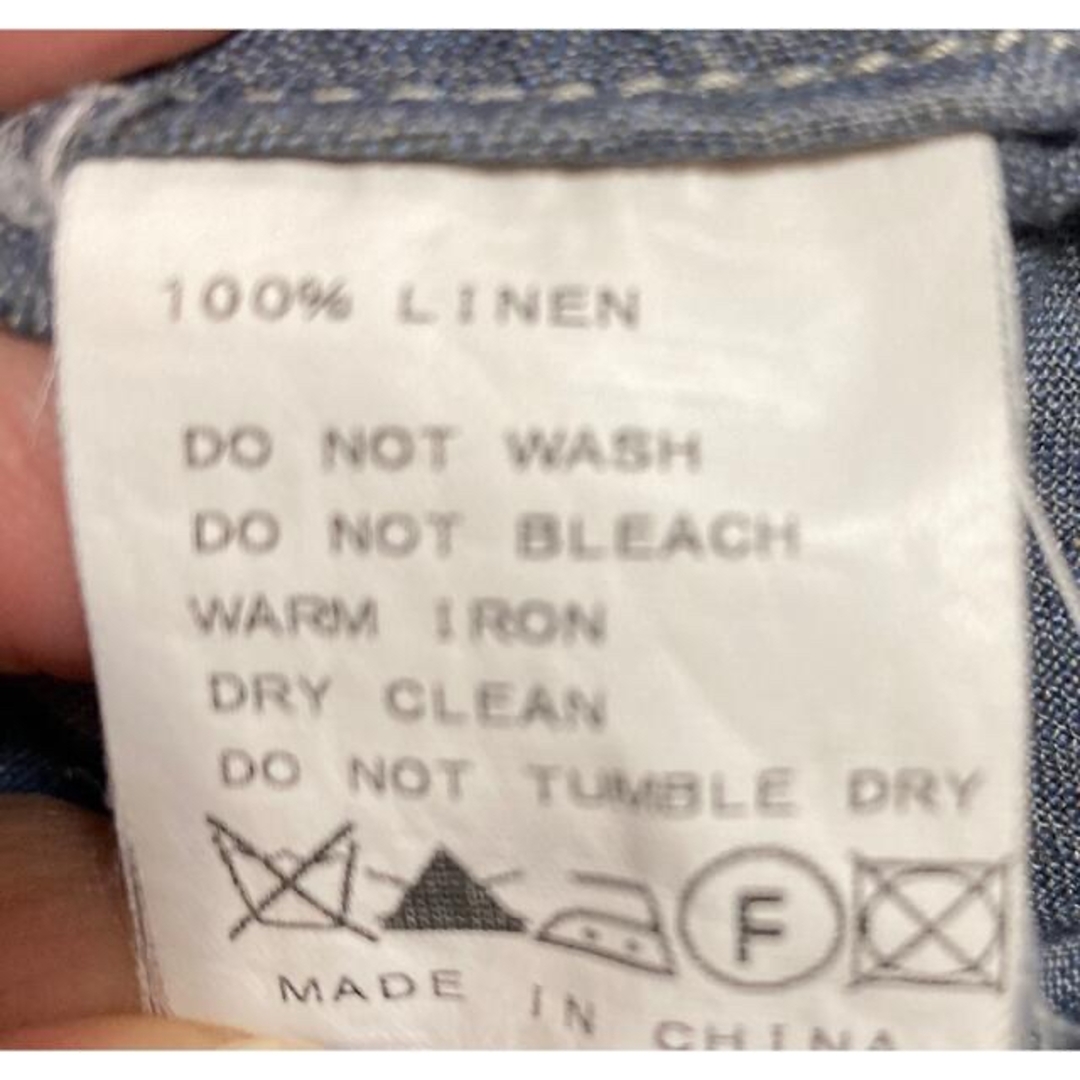 100% LINEN
DO NOT WASH
DO NOT BLEACH
WARM IRON
DRY CLEAN
DO NOT TUMBLE DRY
F
MADE IN CHINA